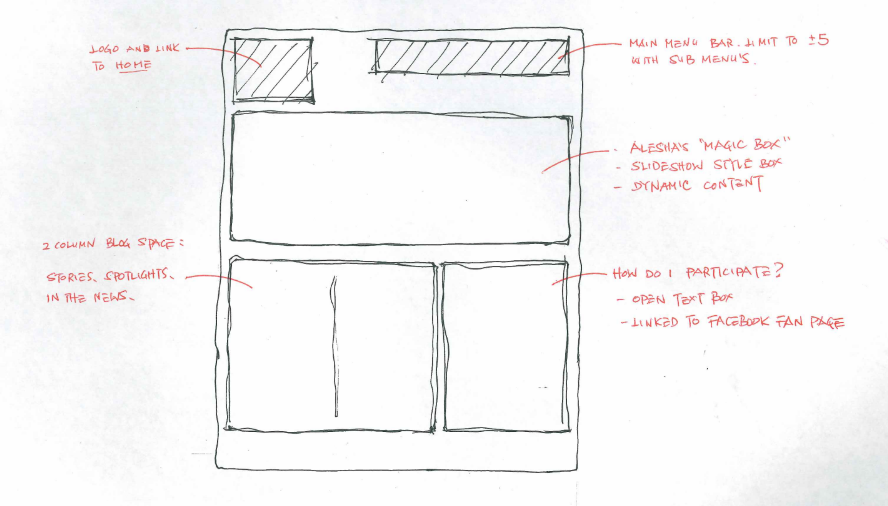 LOGO AND LINK
TO HOME
MAIN MENU BAR. LIMIT TO ±5
WITH SUB MENU'S.
- ALESHA'S "MAGIC BOX"
- SLIDESHOW STYLE BOX
- DYNAMIC CONTENT
2 COLUMN BLOG SPACE:
STORIES, SPOTLIGHTS,
IN THE NEWS.
HOW DO I PARTICIPATE?
- OPEN TEXT BOX
- LINKED TO FACEBOOK FAN PAGE